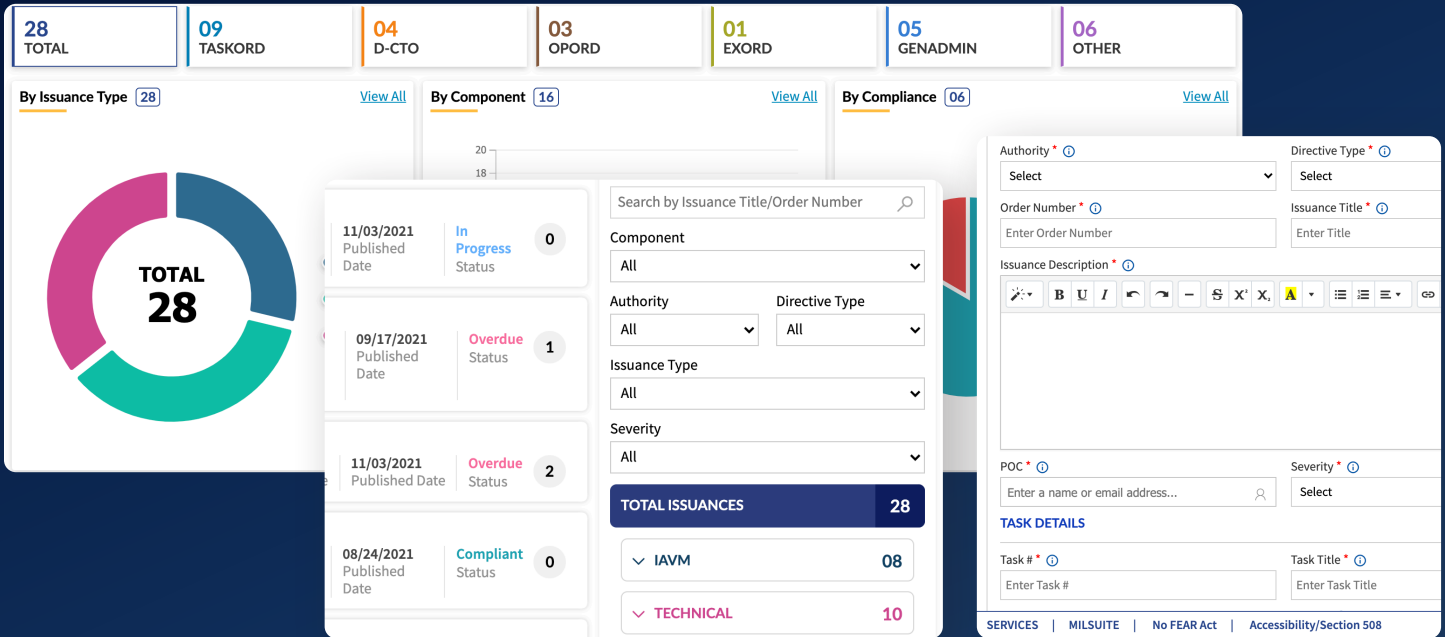 28
TOTAL
09
TASKORD
04
D-CTO
03
OPORD
01
EXORD
05
GENADMIN
06
OTHER
By Issuance Type 28 View All
TOTAL
28
By Component 16 View All
20
18
By Compliance 06 View All
11/03/2021
Published
Date
In
Progress
Status
0
09/17/2021
Published
Date
Overdue
Status
1
11/03/2021
Published Date
Overdue
Status
2
08/24/2021
Published
Date
Compliant
Status
0
Search by Issuance Title/Order Number
Component
All
Authority
All
Directive Type
All
Issuance Type
All
Severity
All
TOTAL ISSUANCES 28
IAVM 08
TECHNICAL 10
Authority *
Select
Directive Type *
Select
Order Number *
Enter Order Number
Issuance Title *
Enter Title
Issuance Description *
B U I S X² X₂ A
POC *
Enter a name or email address...
Severity *
Select
TASK DETAILS
Task # *
Enter Task #
Task Title *
Enter Task Title
SERVICES | MILSUITE | No FEAR Act | Accessibility/Section 508